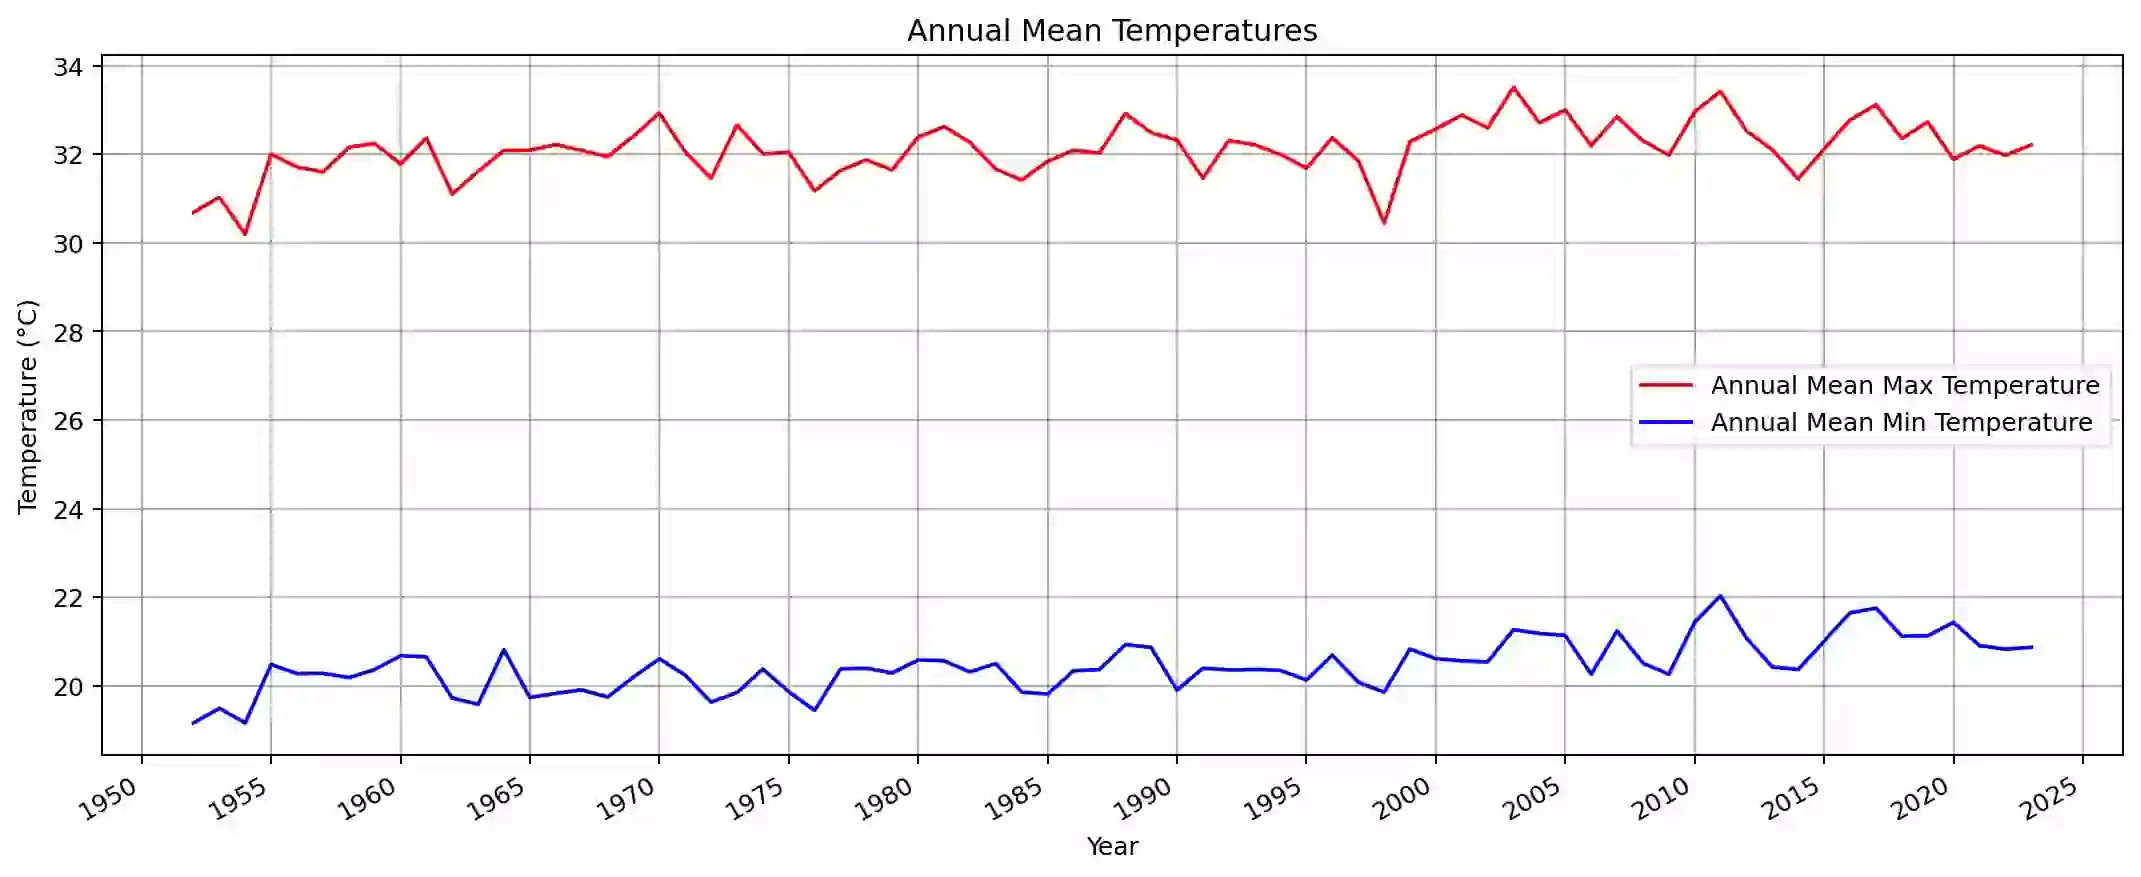 Annual Mean Temperatures
34
32
30
28
26
24
22
20
Temperature (°C)
Annual Mean Max Temperature
Annual Mean Min Temperature
1950 1955 1960 1965 1970 1975 1980 1985 1990 1995 2000 2005 2010 2015 2020 2025
Year